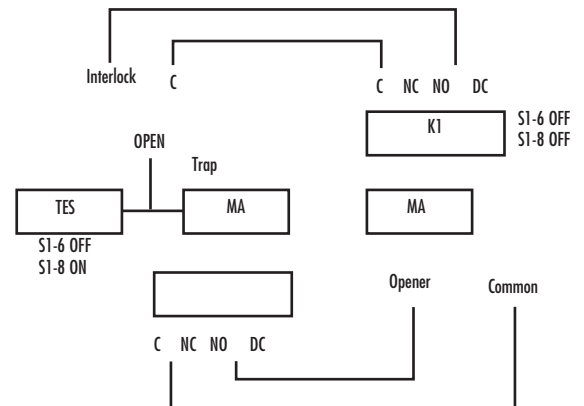 Interlock
C
C NC NO DC
K1
S1-6 OFF
S1-8 OFF
OPEN
Trap
TES
MA
MA
S1-6 OFF
S1-8 ON
Opener
Common
C NC NO DC